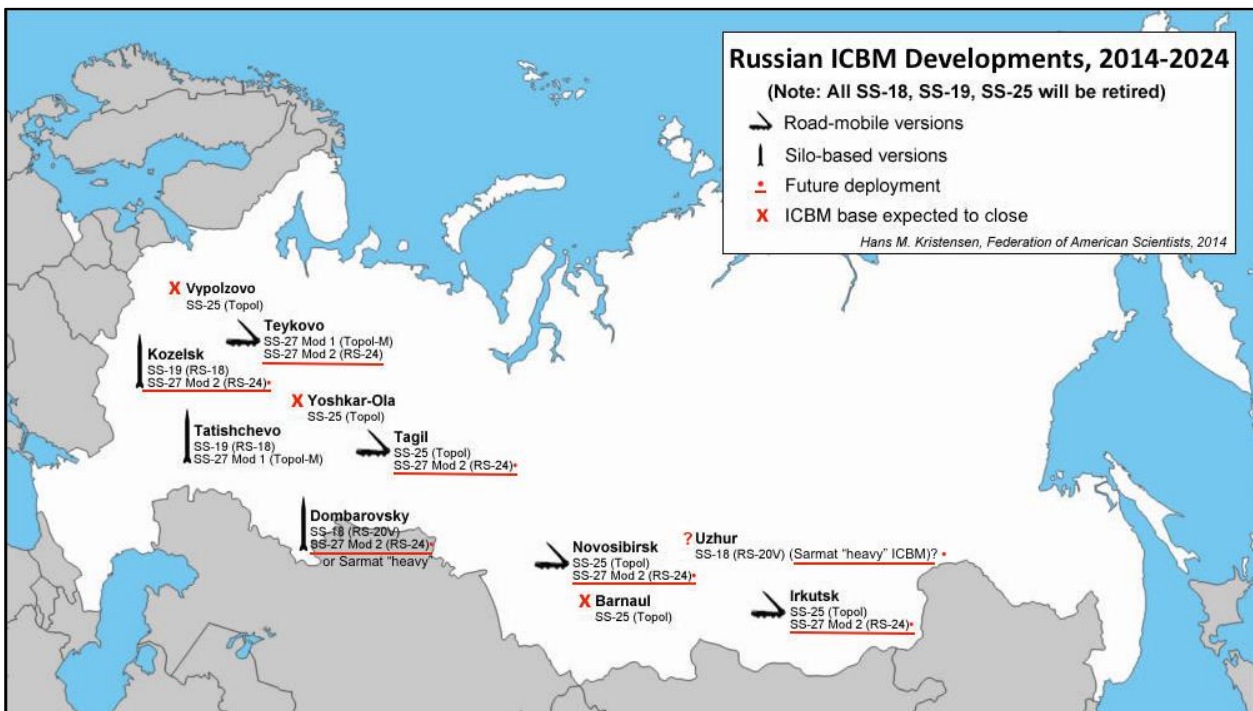 Russian ICBM Developments, 2014-2024
(Note: All SS-18, SS-19, SS-25 will be retired)
Road-mobile versions
Silo-based versions
Future deployment
X ICBM base expected to close
Hans M. Kristensen, Federation of American Scientists, 2014
X Vypolzovo
SS-25 (Topol)
Teykovo
SS-27 Mod 1 (Topol-M)
SS-27 Mod 2 (RS-24)
Kozelsk
SS-19 (RS-18)
SS-27 Mod 2 (RS-24)
X Yoshkar-Ola
SS-25 (Topol)
Tatishchevo
SS-19 (RS-18)
SS-27 Mod 1 (Topol-M)
Tagil
SS-25 (Topol)
SS-27 Mod 2 (RS-24)
Dombarovsky
SS-18 (RS-20V)
SS-27 Mod 2 (RS-24)
or Sarmat “heavy”
Novosibirsk
SS-25 (Topol)
SS-27 Mod 2 (RS-24)
? Uzhur
SS-18 (RS-20V) (Sarmat “heavy” ICBM)?
X Barnaul
SS-25 (Topol)
Irkutsk
SS-25 (Topol)
SS-27 Mod 2 (RS-24)